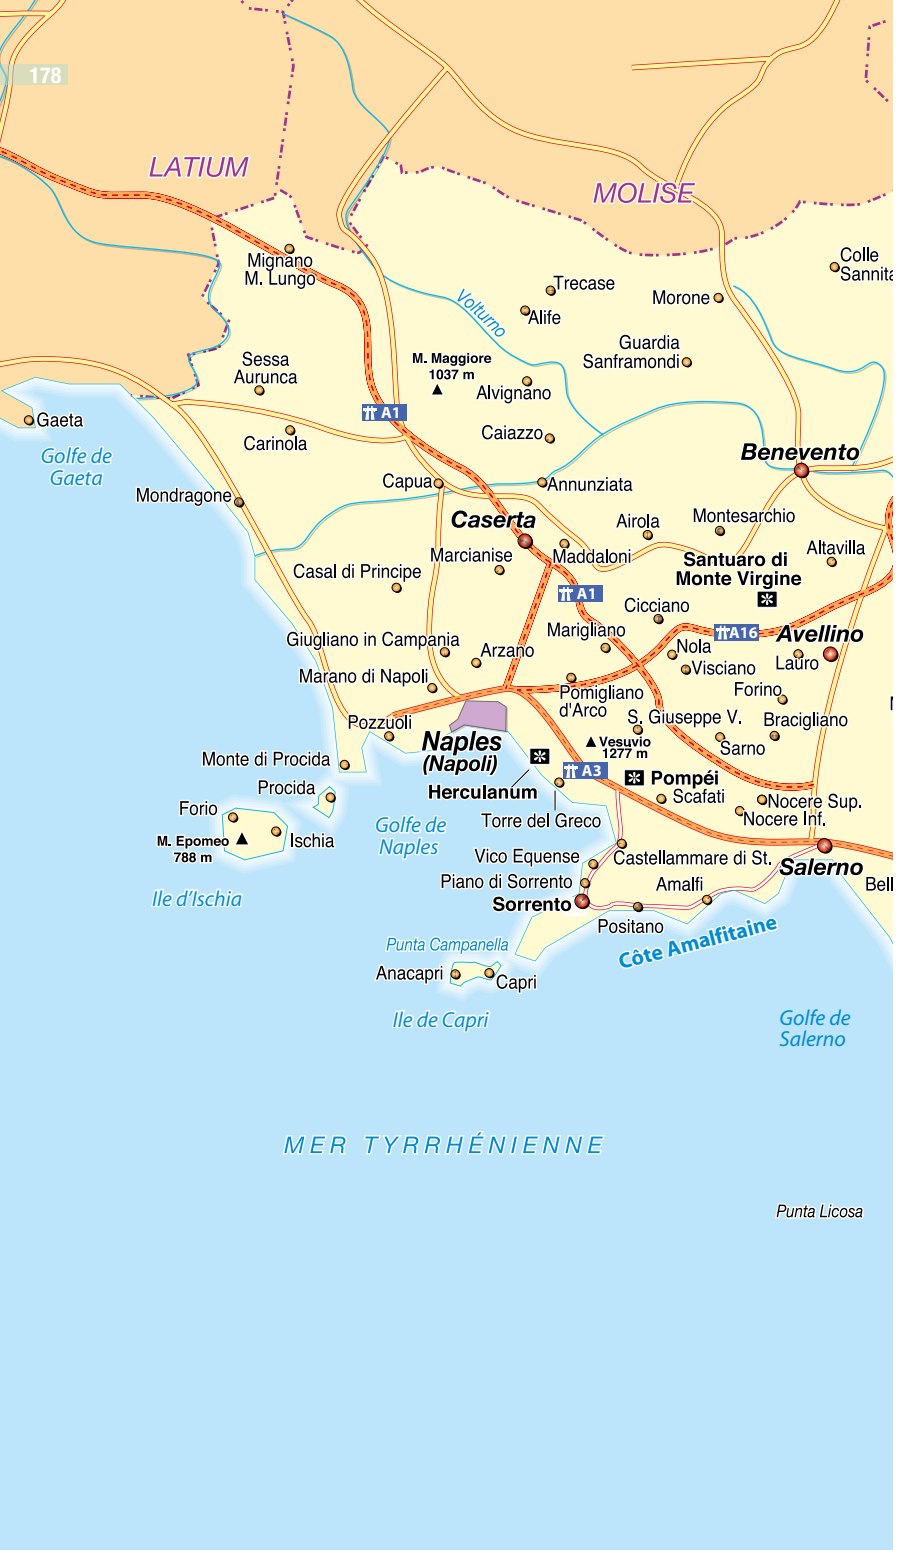 178
LATIUM
MOLISE
Mignano
M. Lungo
Colle
Sannita
Trecase
Volturno
Morone
Alife
Guardia
Sanframondi
Sessa
Aurunca
M. Maggiore
1037 m
Alvignano
A1
Gaeta
Carinola
Caiazzo
Golfe de
Gaeta
Benevento
Capua
Annunziata
Mondragone
Caserta
Airola
Montesarchio
Marcianise
Maddaloni
Altavilla
Casal di Principe
Santuaro di
Monte Virgine
A1
Cicciano
Marigliano
A16
Avellino
Giugliano in Campania
Arzano
Nola
Lauro
Visciano
Marano di Napoli
Pomigliano
d'Arco
Forino
Pozzuoli
S. Giuseppe V.
Bracigliano
Naples
(Napoli)
Vesuvio
1277 m
Sarno
Monte di Procida
A3
Pompéi
Procida
Herculanum
Scafati
Nocere Sup.
Nocere Inf.
Forio
Torre del Greco
Golfe de
Naples
M. Epomeo
788 m
Ischia
Vico Equense
Castellammare di St.
Salerno
Piano di Sorrento
Amalfi
Bell
Ile d'Ischia
Sorrento
Positano
Côte Amalfitaine
Punta Campanella
Anacapri
Capri
Ile de Capri
Golfe de
Salerno
MER TYRRHÉNIENNE
Punta Licosa